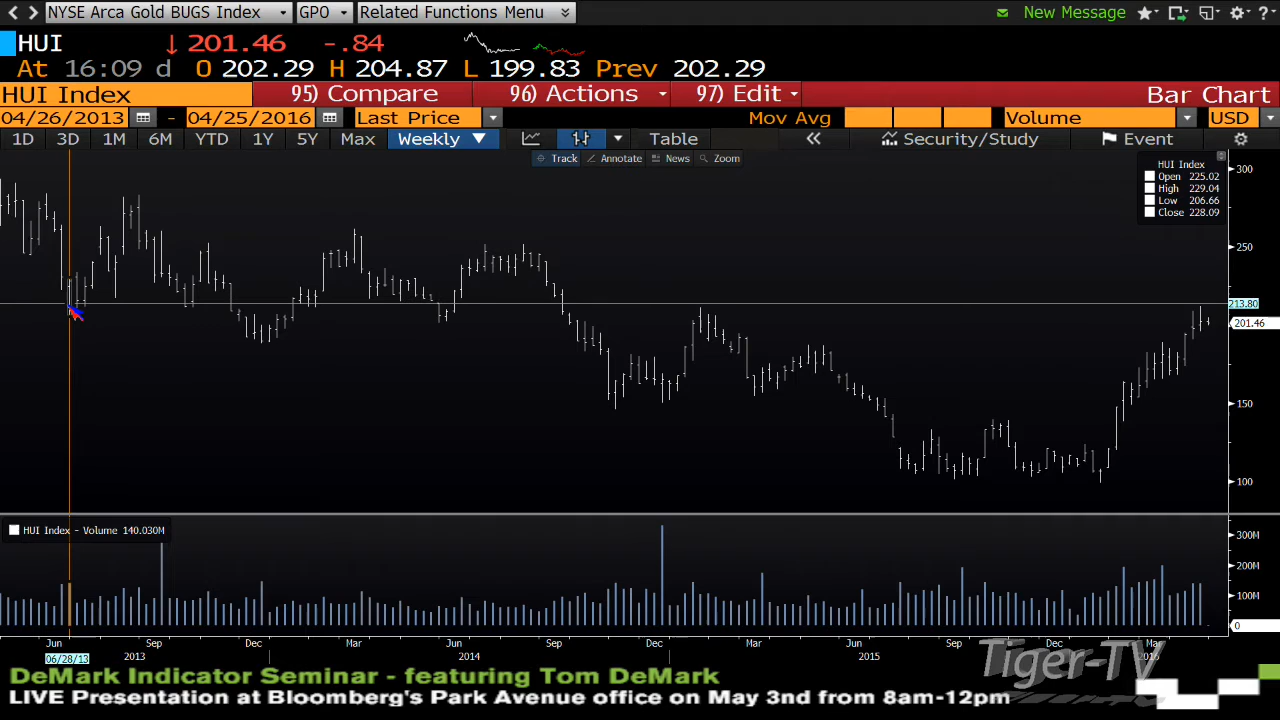 NYSE Arca Gold BUGS Index GPO Related Functions Menu New Message
HUI ↓ 201.46 -.84
At 16:09 d O 202.29 H 204.87 L 199.83 Prev 202.29
HUI Index 95) Compare 96) Actions 97) Edit Bar Chart
04/26/2013 - 04/25/2016 Last Price Mov Avg Volume USD
1D 3D 1M 6M YTD 1Y 5Y Max Weekly ▼ Table « Security/Study Event
Track Annotate News Zoom
HUI Index
Open 225.02
High 229.04
Low 206.66
Close 228.09
300
250
213.80
201.46
150
100
HUI Index - Volume 140.030M
300M
200M
100M
0
Jun Sep Dec Mar Jun Sep Dec Mar Jun Sep Dec Mar
06/28/13 2013 2014 2015 2016
Tiger-TV
DeMark Indicator Seminar - featuring Tom DeMark
LIVE Presentation at Bloomberg's Park Avenue office on May 3nd from 8am-12pm